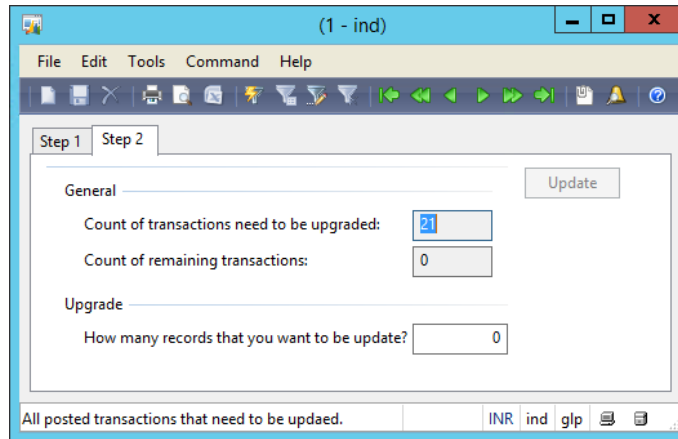 (1 - ind)
File Edit Tools Command Help
Step 1 Step 2
Update
General
Count of transactions need to be upgraded: 21
Count of remaining transactions: 0
Upgrade
How many records that you want to be update? 0
All posted transactions that need to be updaed. INR ind glp